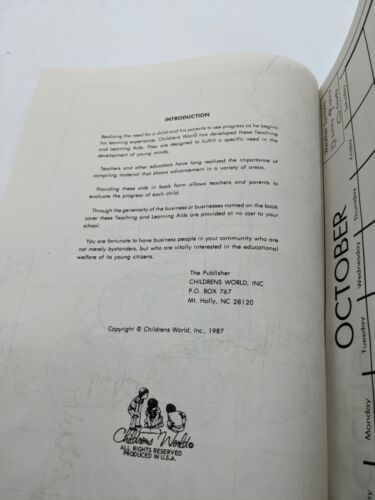 INTRODUCTION
Realizing the need for a child and his parents to see progress as he begins
his learning experience, Childrens World has developed these Teaching
and Learning Aids. They are designed to fulfill a specific need in the
development of young minds.
Teachers and other educators have long realized the importance of
compiling material that shows advancement in a variety of areas.
Providing these aids in book form allows teachers and parents to
evaluate the progress of each child.
Through the generosity of the business or businesses named on the book
cover these Teaching and Learning Aids are provided at no cost to your
school.
You are fortunate to have business people in your community who are
not merely bystanders, but who are vitally interested in the educational
welfare of its young citizens.
The Publisher
CHILDRENS WORLD, INC
P.O. BOX 767
Mt. Holly, NC 28120
Copyright © Childrens World, Inc., 1987
Childrens World
ALL RIGHTS RESERVED
PRODUCED IN U.S.A.
OCTOBER
Monday
Tuesday
Wednesday
Thursday